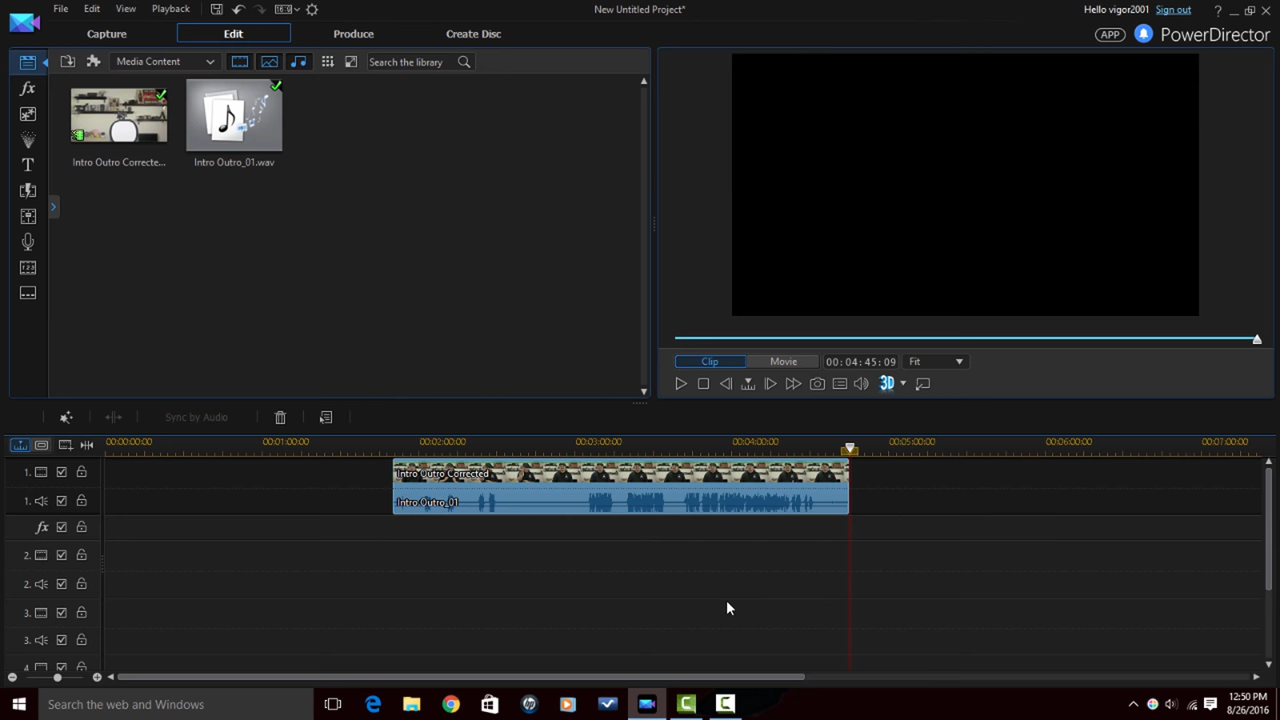 File Edit View Playback 16:9 New Untitled Project* Hello vigor2001 Sign out ?
Capture Edit Produce Create Disc APP PowerDirector
Media Content Search the library
fx
T
Intro Outro Correcte... Intro Outro_01.wav
Clip Movie 00:04:45:09 Fit
3D
Sync by Audio
00:00:00:00 00:01:00:00 00:02:00:00 00:03:00:00 00:04:00:00 00:05:00:00 00:06:00:00 00:07:00:00
1. Intro Outro Corrected
1. Intro Outro_01
fx
2.
2.
3.
3.
4.
Search the web and Windows 12:50 PM
8/26/2016